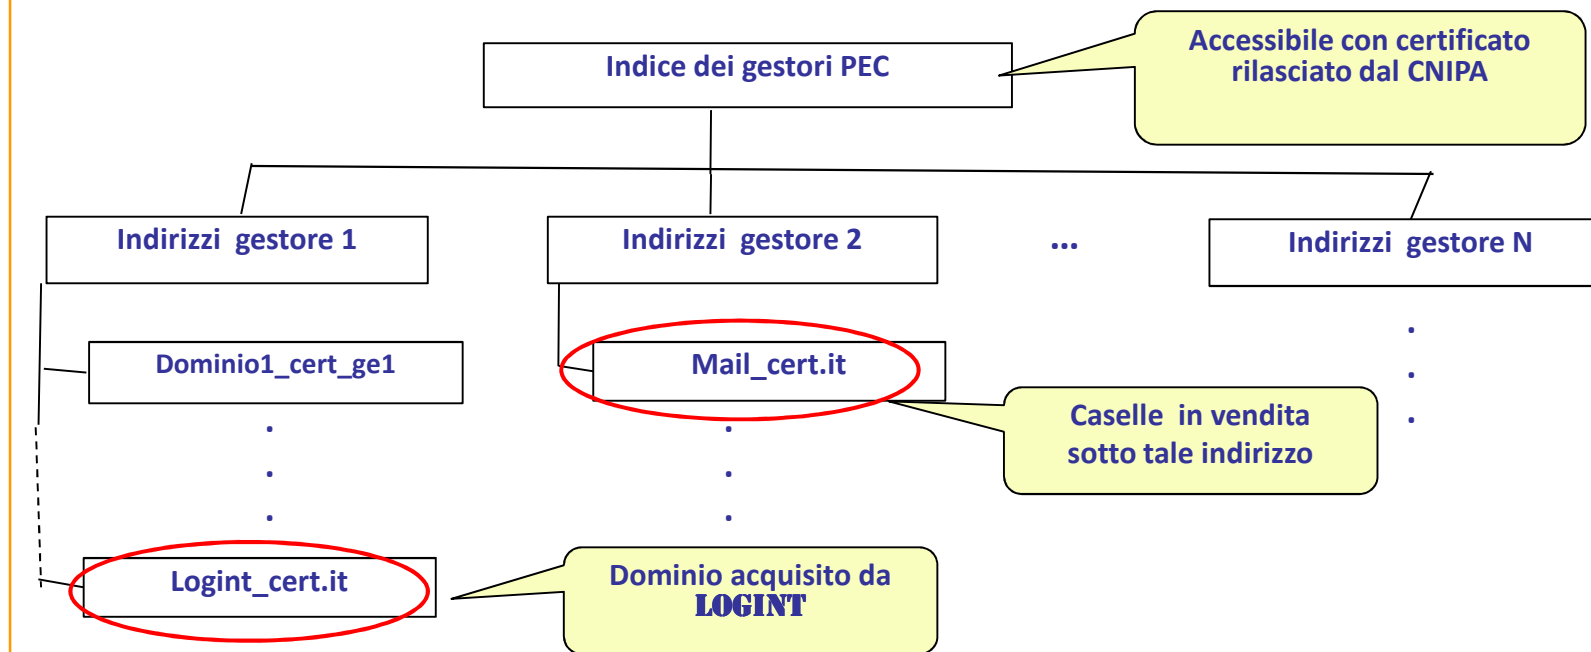 Indice dei gestori PEC
Accessibile con certificato
rilasciato dal CNIPA
Indirizzi gestore 1
Indirizzi gestore 2
...
Indirizzi gestore N
Dominio1_cert_ge1
Mail_cert.it
Caselle in vendita
sotto tale indirizzo
Logint_cert.it
Dominio acquisito da
LOGINT